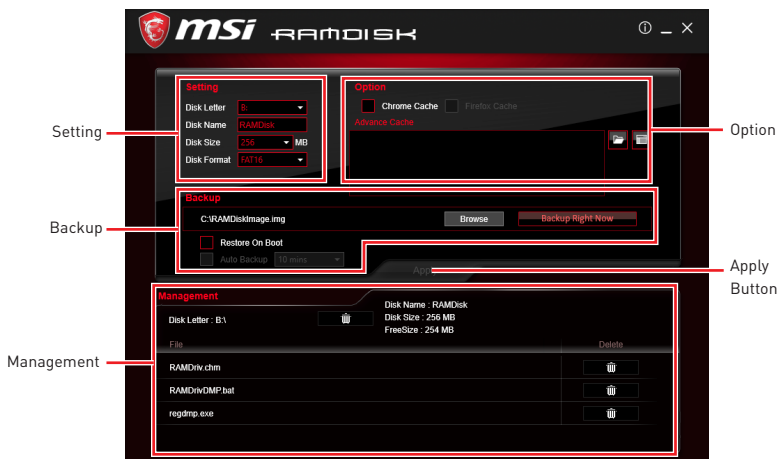 msi RAMDISK
Setting
Disk Letter B:
Disk Name RAMDisk
Disk Size 256 MB
Disk Format FAT16
Option
Chrome Cache Firefox Cache
Advance Cache
Setting
Option
Backup
C:\RAMDiskImage.img Browse Backup Right Now
Restore On Boot
Auto Backup 10 mins
Backup
Apply
Apply
Button
Management
Disk Letter : B:\
Disk Name : RAMDisk
Disk Size : 256 MB
FreeSize : 254 MB
File Delete
RAMDriv.chm
RAMDrivDMP.bat
regdmp.exe
Management